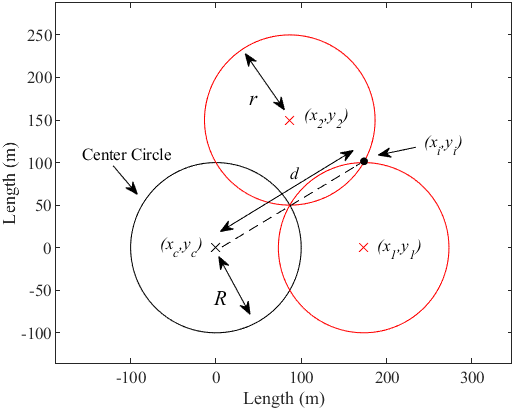 250
200
150
100
50
0
-50
-100
Length (m)
r
(x2,y2)
d
(xi,yi)
Center Circle
(xc,yc)
(x1,y1)
R
-100 0 100 200 300
Length (m)